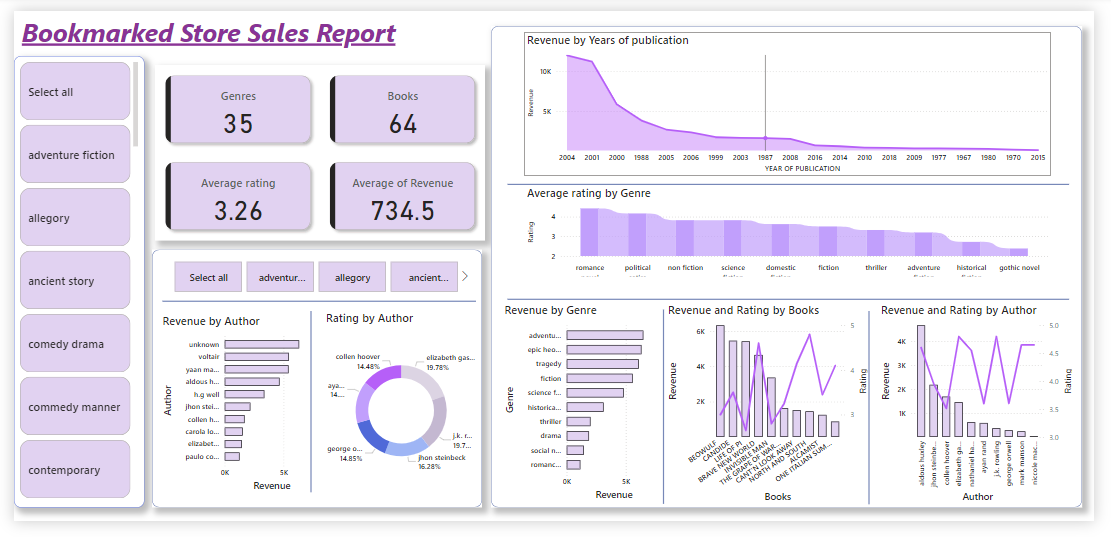 Bookmarked Store Sales Report
Select all
adventure fiction
allegory
ancient story
comedy drama
commedy manner
contemporary
Genres
35
Books
64
Average rating
3.26
Average of Revenue
734.5
Select all
adventur...
allegory
ancient...
Revenue by Author
unknown
voltair
yaan ma...
aldous h...
h.g well
jhon stei...
collen h...
carola lo...
elizabet...
paulo co...
0K 5K
Author
Revenue
Rating by Author
collen hoover
14.48%
elizabeth gas...
19.78%
aya...
14....
george o...
14.85%
j.k. r...
19.7...
jhon steinbeck
16.28%
Revenue by Years of publication
10K
5K
Revenue
2004 2001 2000 1988 2005 2006 1999 2003 1987 2008 2016 2014 2010 2018 2009 1977 1967 1980 1970 2015
YEAR OF PUBLICATION
Average rating by Genre
4
3
2
Rating
romance political non fiction science domestic fiction thriller adventure historical gothic novel
Revenue by Genre
adventu...
epic heo...
tragedy
fiction
science f...
historica...
thriller
drama
social n...
romanc...
0K 5K
Genre
Revenue
Revenue and Rating by Books
6K
4K
2K
Revenue
5
4
3
Rating
BEOWULF
CANDIDE
LIFE OF PI
BRAVE NEW WORLD
INVISIBLE MAN
THE GRAPE OF WAR...
CAN'T N LOOK AWAY
NORTH AND SOUTH
ALCAMIST
ONE ITALIAN SUM...
Books
Revenue and Rating by Author
4K
3K
2K
1K
Revenue
5.0
4.5
4.0
3.5
3.0
Rating
aldous huxley
jhon steinbe...
collen hoover
elizabeth ga...
nathaniel ha...
ayan rand
j.k. rowling
george orwell
mark manson
niccole mac...
Author